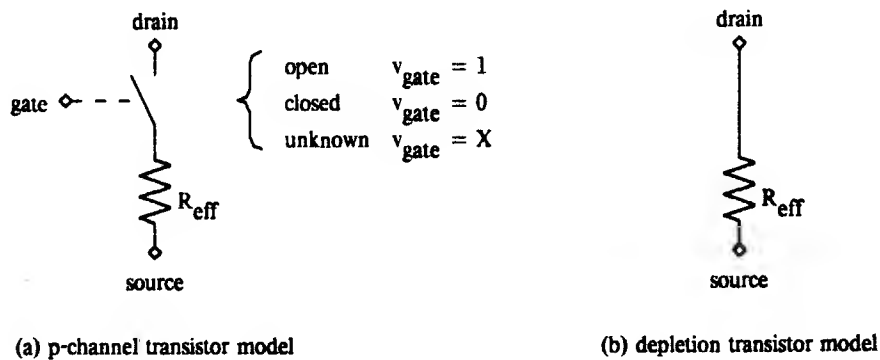 drain
gate
open v_gate = 1
closed v_gate = 0
unknown v_gate = X
R_eff
source
(a) p-channel transistor model
drain
R_eff
source
(b) depletion transistor model